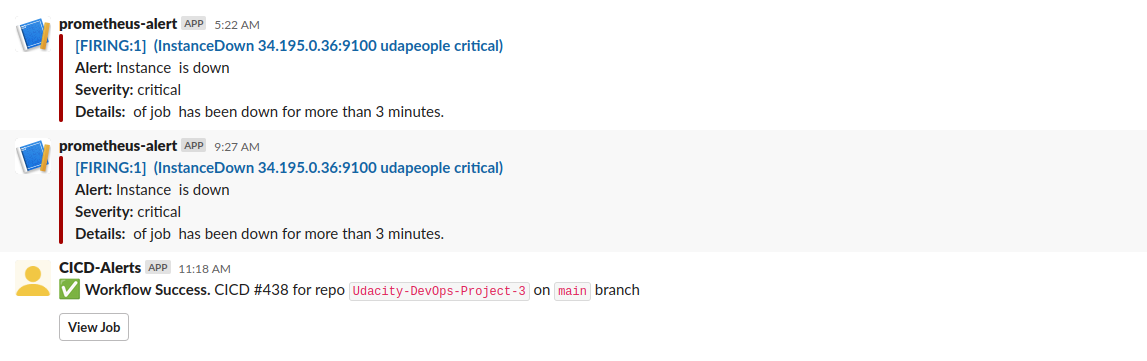 prometheus-alert APP 5:22 AM
[FIRING:1] (InstanceDown 34.195.0.36:9100 udapeople critical)
Alert: Instance is down
Severity: critical
Details: of job has been down for more than 3 minutes.
prometheus-alert APP 9:27 AM
[FIRING:1] (InstanceDown 34.195.0.36:9100 udapeople critical)
Alert: Instance is down
Severity: critical
Details: of job has been down for more than 3 minutes.
CICD-Alerts APP 11:18 AM
✅ Workflow Success. CICD #438 for repo Udacity-DevOps-Project-3 on main branch
View Job